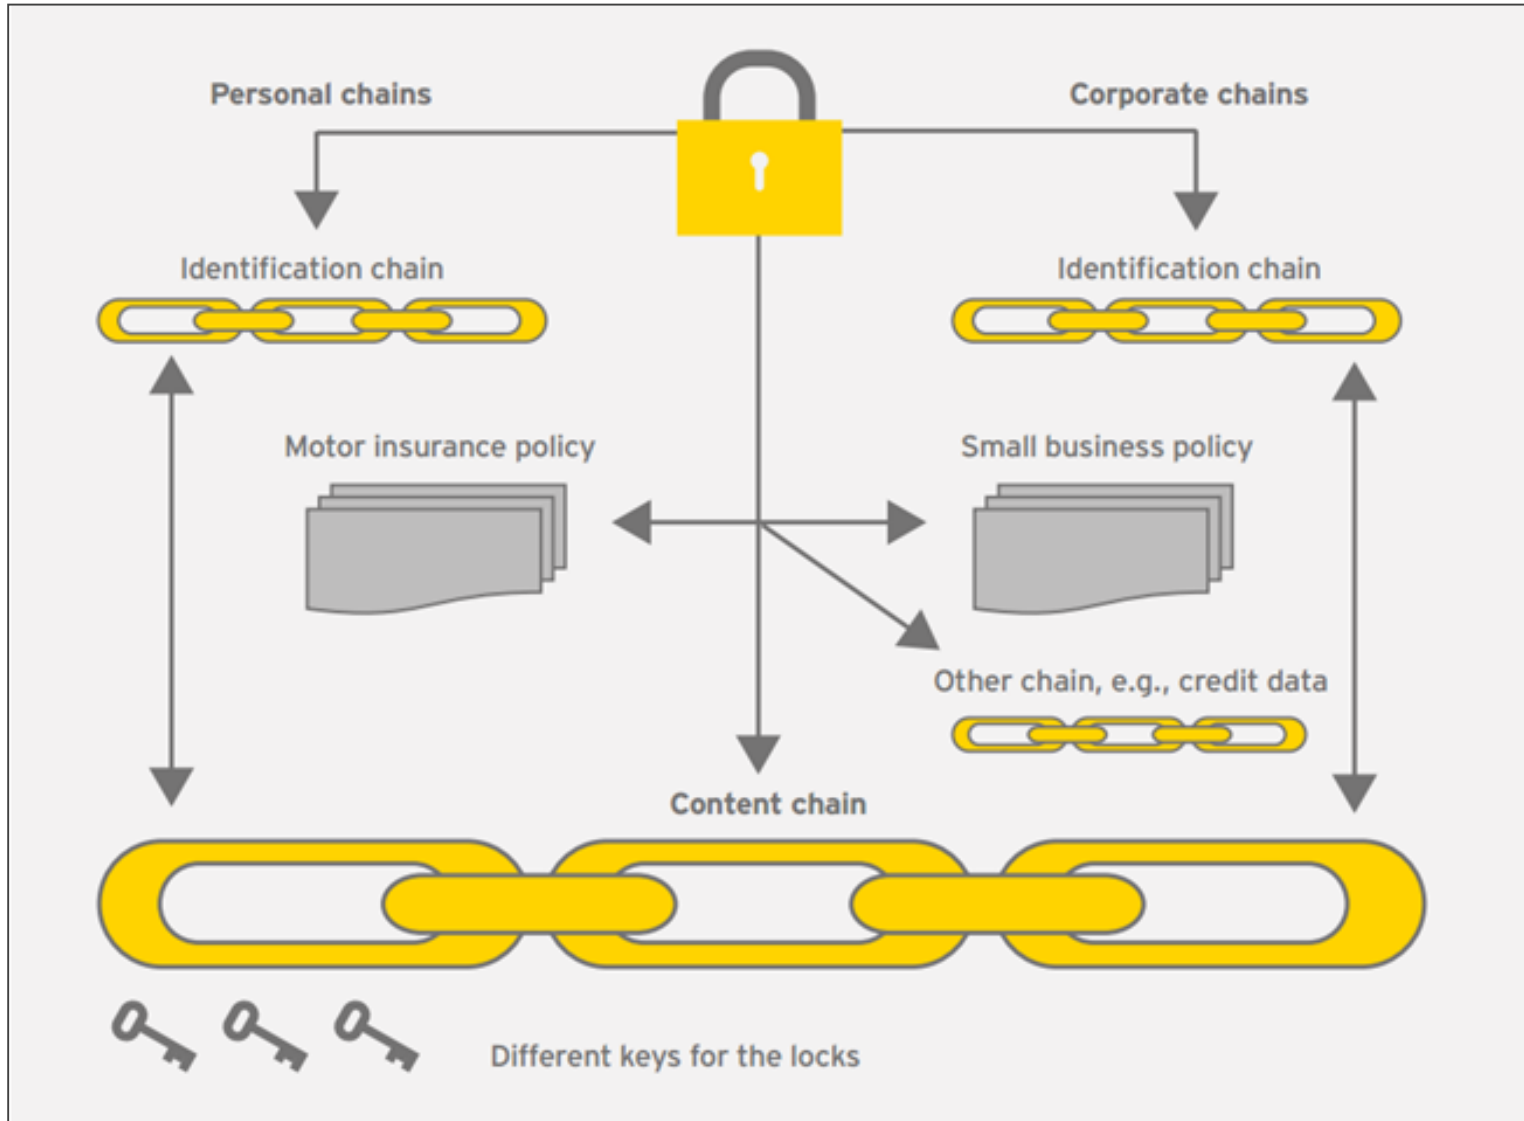 Personal chains
Corporate chains
Identification chain
Identification chain
Motor insurance policy
Small business policy
Other chain, e.g., credit data
Content chain
Different keys for the locks